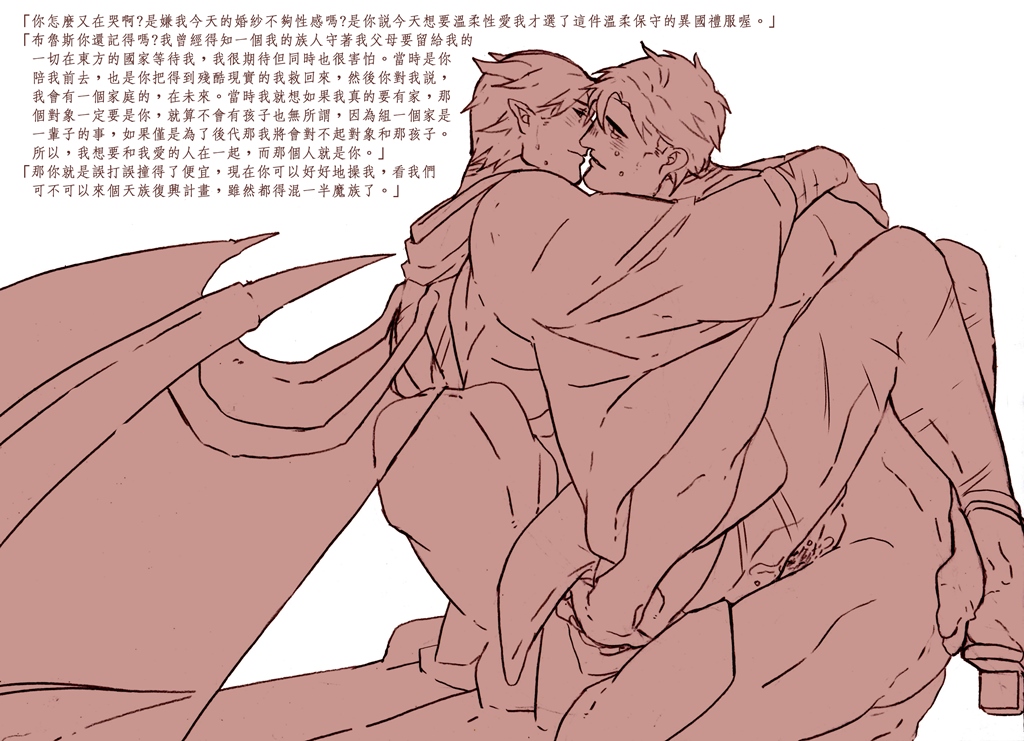 「你怎麼又在哭啊?是嫌我今天的婚紗不夠性感嗎?是你說今天想要溫柔性愛我才選了這件溫柔保守的異國禮服喔。」
「布魯斯你還記得嗎?我曾經得知一個我的族人守著我父母要留給我的
一切在東方的國家等待我，我很期待但同時也很害怕。當時是你
陪我前去，也是你把得到殘酷現實的我救回來，然後你對我說，
我會有一個家庭的，在未來。當時我就想如果我真的要有家，那
個對象一定要是你，就算不會有孩子也無所謂，因為組一個家是
一輩子的事，如果僅是為了後代那我將會對不起對象和那孩子。
所以，我想要和我愛的人在一起，而那個人就是你。」
「那你就是誤打誤撞得了便宜，現在你可以好好地操我，看我們
可不可以來個天族復興計畫，雖然都得混一半魔族了。」